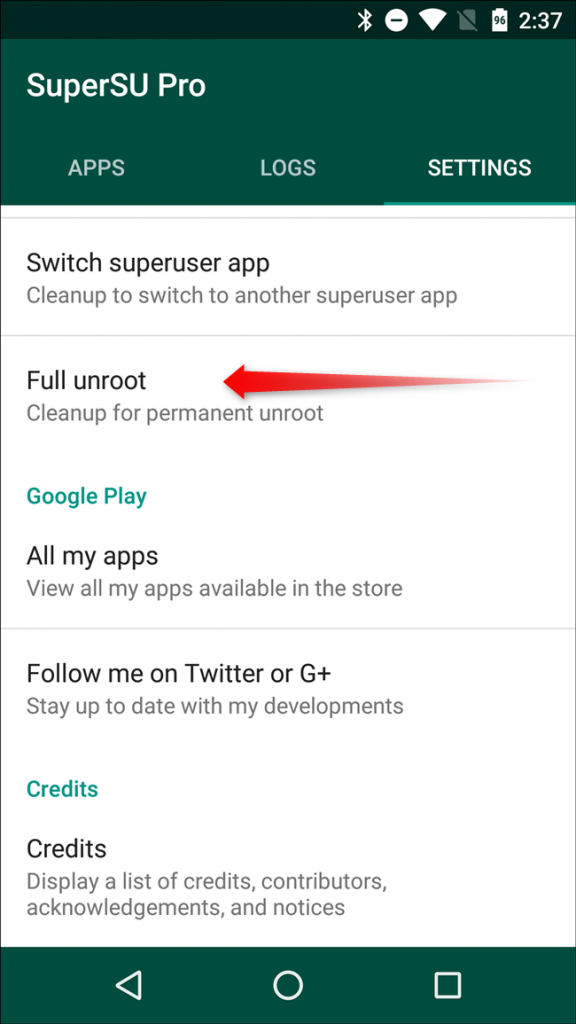 96 2:37
SuperSU Pro
APPS LOGS SETTINGS
Switch superuser app
Cleanup to switch to another superuser app
Full unroot
Cleanup for permanent unroot
Google Play
All my apps
View all my apps available in the store
Follow me on Twitter or G+
Stay up to date with my developments
Credits
Credits
Display a list of credits, contributors,
acknowledgements, and notices